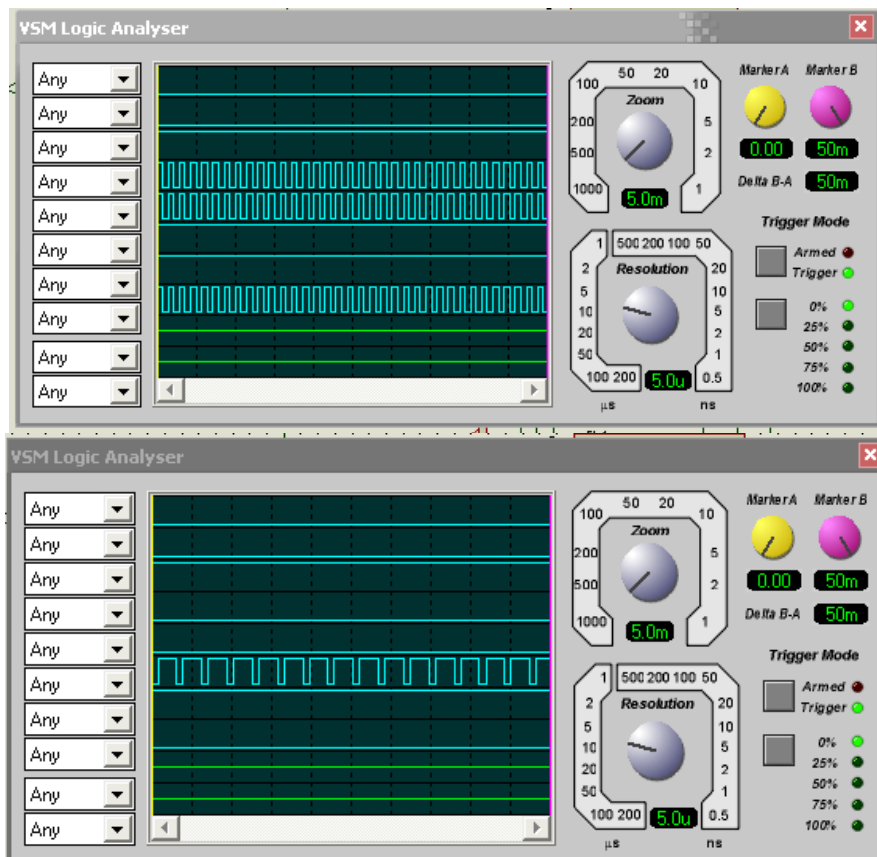 VSM Logic Analyser
Any
Any
Any
Any
Any
Any
Any
Any
Any
Any
100 50 20 10
200 Zoom 5
500 2
1000 1
5.0m
Marker A Marker B
0.00 50m
Delta B-A 50m
Trigger Mode
Armed
Trigger
0%
25%
50%
75%
100%
1 500 200 100 50
2 Resolution 20
5 10
10 5
20 2
50 1
100 200 5.0u 0.5
µs ns
VSM Logic Analyser
Any
Any
Any
Any
Any
Any
Any
Any
Any
Any
100 50 20 10
Zoom
200 5
500 2
1000 1
5.0m
Marker A Marker B
0.00 50m
Delta B-A 50m
Trigger Mode
Armed
Trigger
0%
25%
50%
75%
100%
1 500 200 100 50
2 Resolution 20
5 10
10 5
20 2
50 1
100 200 5.0u 0.5
µs ns